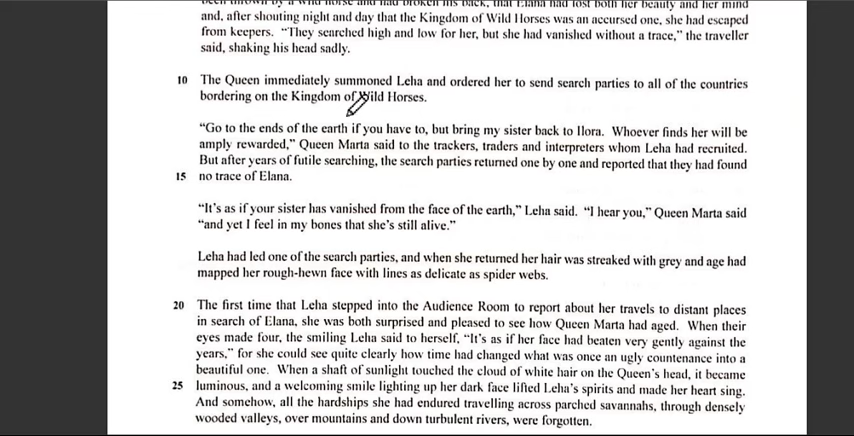 been thrown by a wild horse and had broken his back, that Elana had lost both her beauty and her mind
and, after shouting night and day that the Kingdom of Wild Horses was an accursed one, she had escaped
from keepers. “They searched high and low for her, but she had vanished without a trace,” the traveller
said, shaking his head sadly.
10 The Queen immediately summoned Leha and ordered her to send search parties to all of the countries
bordering on the Kingdom of Wild Horses.
“Go to the ends of the earth if you have to, but bring my sister back to Ilora. Whoever finds her will be
amply rewarded,” Queen Marta said to the trackers, traders and interpreters whom Leha had recruited.
But after years of futile searching, the search parties returned one by one and reported that they had found
15 no trace of Elana.
“It’s as if your sister has vanished from the face of the earth,” Leha said. “I hear you,” Queen Marta said
“and yet I feel in my bones that she’s still alive.”
Leha had led one of the search parties, and when she returned her hair was streaked with grey and age had
mapped her rough-hewn face with lines as delicate as spider webs.
20 The first time that Leha stepped into the Audience Room to report about her travels to distant places
in search of Elana, she was both surprised and pleased to see how Queen Marta had aged. When their
eyes made four, the smiling Leha said to herself, “It’s as if her face had beaten very gently against the
years,” for she could see quite clearly how time had changed what was once an ugly countenance into a
beautiful one. When a shaft of sunlight touched the cloud of white hair on the Queen’s head, it became
25 luminous, and a welcoming smile lighting up her dark face lifted Leha’s spirits and made her heart sing.
And somehow, all the hardships she had endured travelling across parched savannahs, through densely
wooded valleys, over mountains and down turbulent rivers, were forgotten.